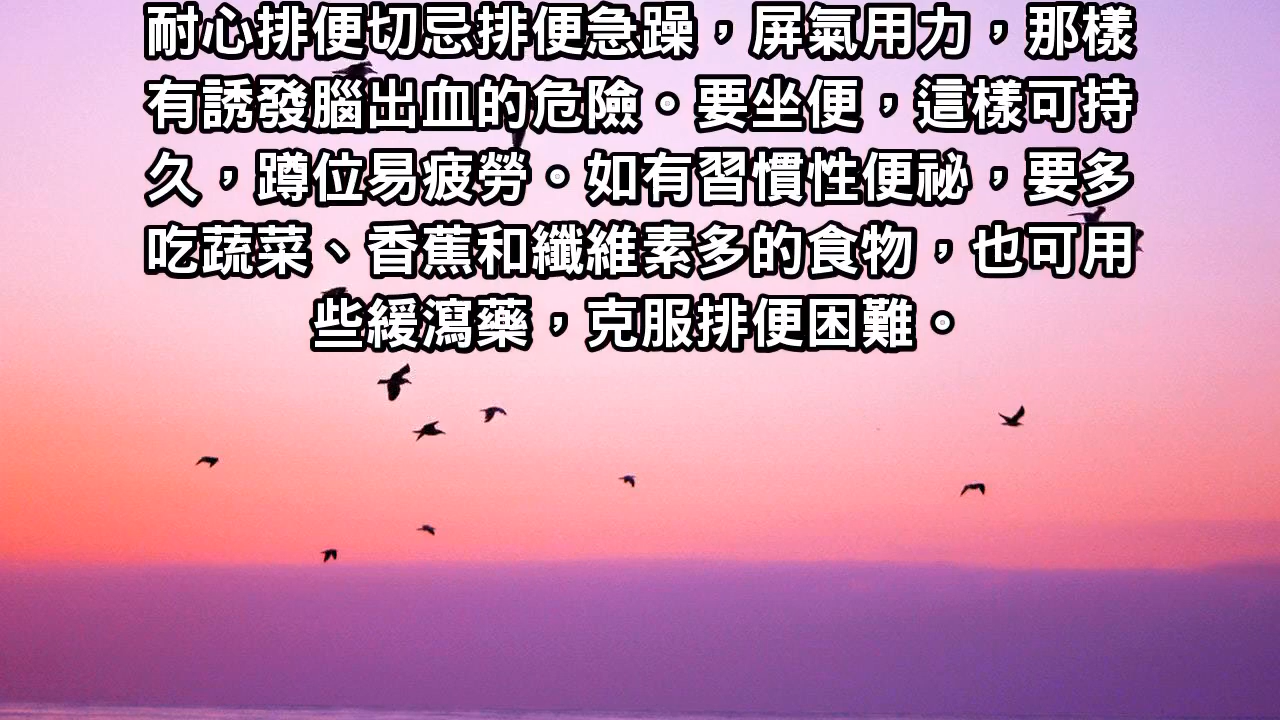 耐心排便切忌排便急躁，屏氣用力，那樣
有誘發腦出血的危險。要坐便，這樣可持
久，蹲位易疲勞。如有習慣性便祕，要多
吃蔬菜、香蕉和纖維素多的食物，也可用
些緩瀉藥，克服排便困難。